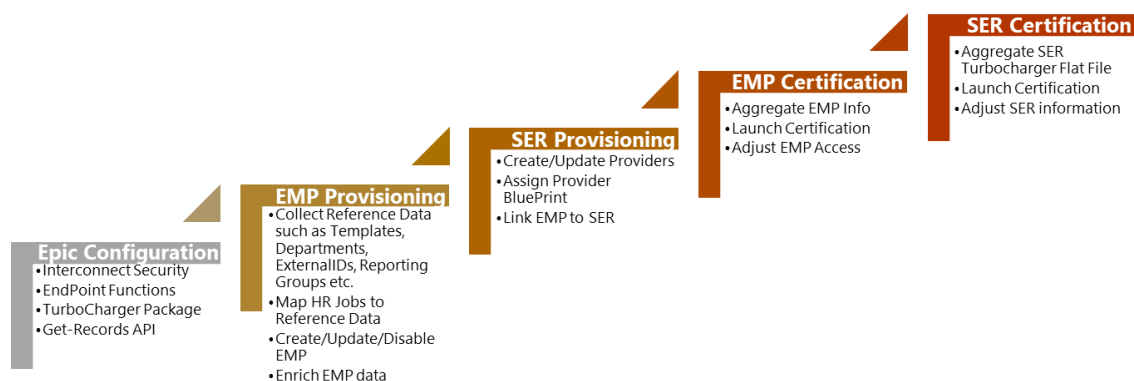 Epic Configuration
•Interconnect Security
•EndPoint Functions
•TurboCharger Package
•Get-Records API
EMP Provisioning
•Collect Reference Data
such as Templates,
Departments,
ExternalIDs, Reporting
Groups etc.
•Map HR Jobs to
Reference Data
•Create/Update/Disable
EMP
•Enrich EMP data
SER Provisioning
•Create/Update Providers
•Assign Provider
BluePrint
•Link EMP to SER
EMP Certification
•Aggregate EMP Info
•Launch Certification
•Adjust EMP Access
SER Certification
•Aggregate SER
Turbocharger Flat File
•Launch Certification
•Adjust SER information